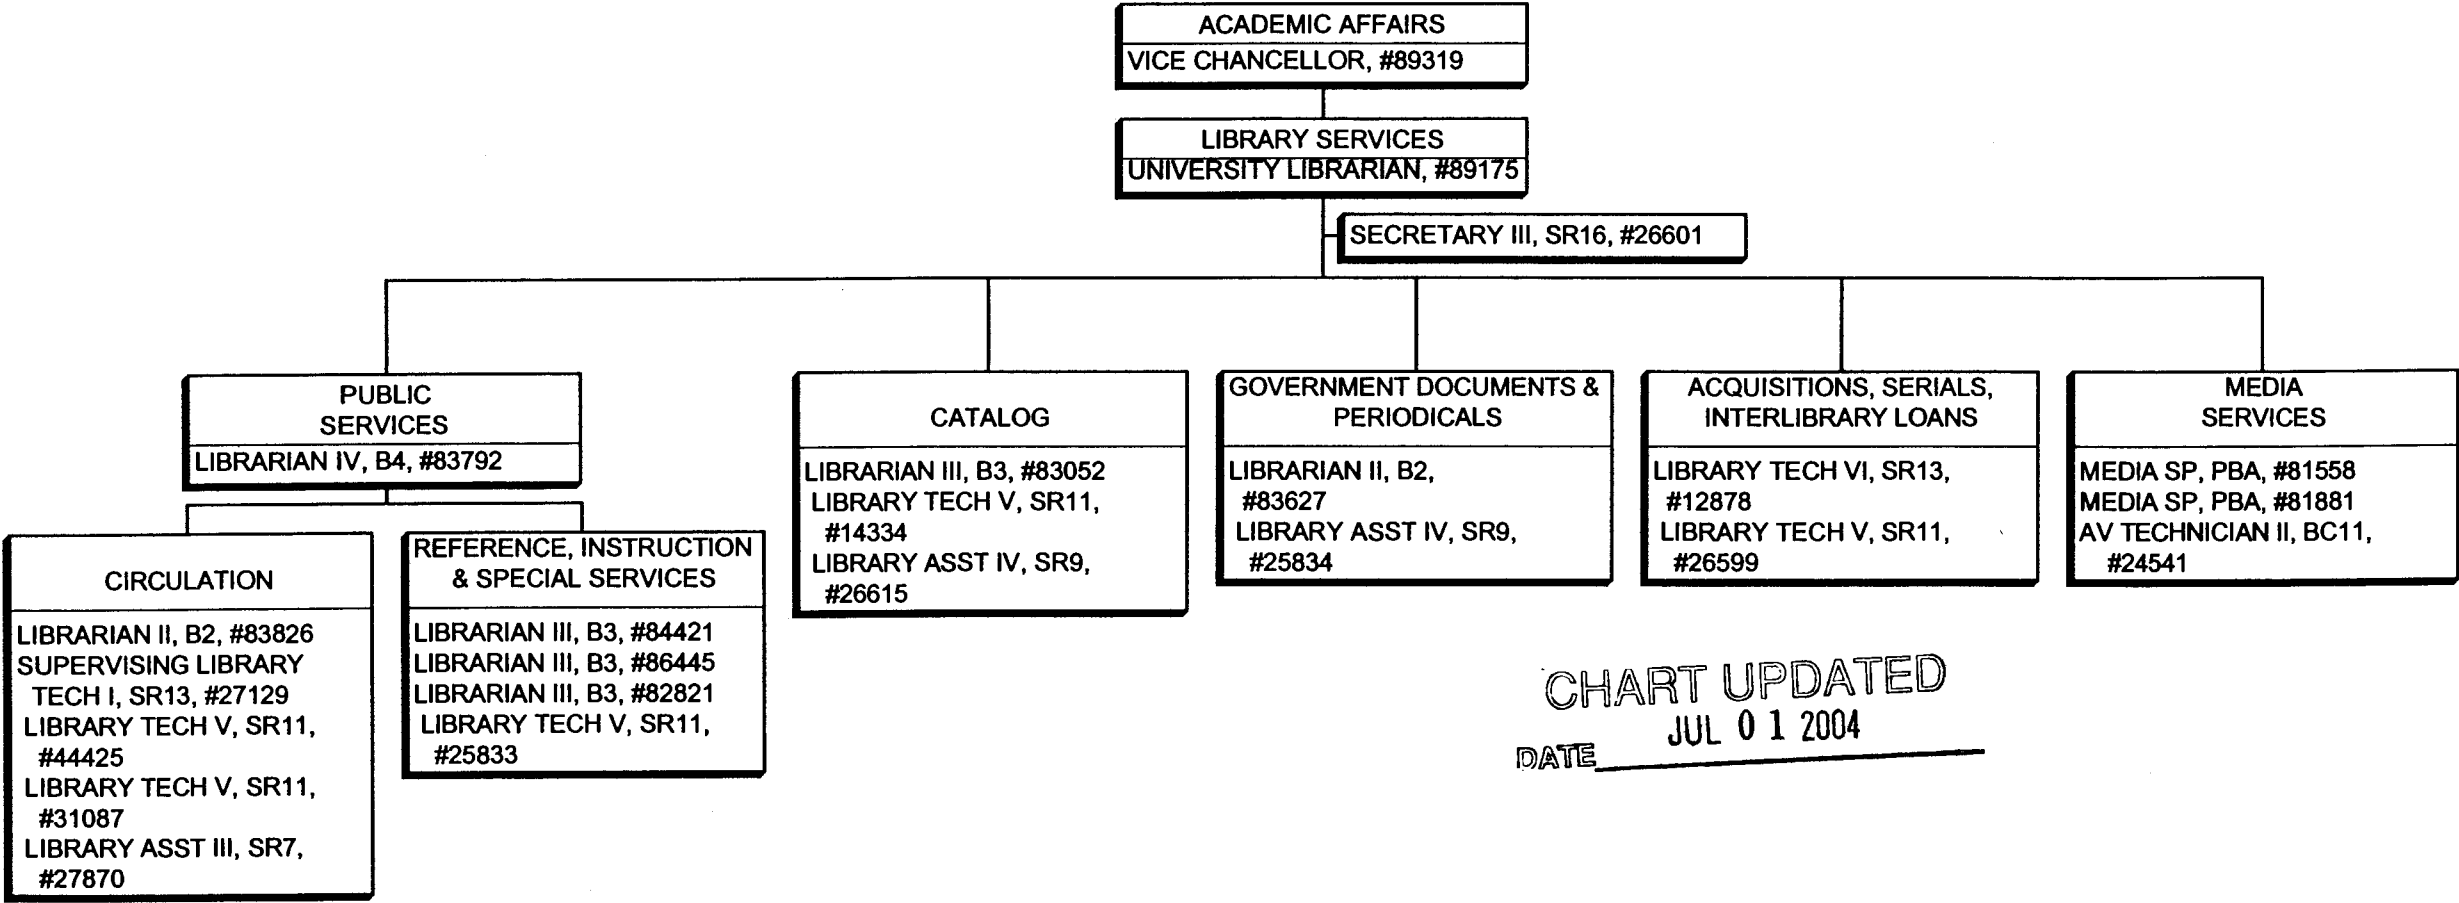 ACADEMIC AFFAIRS
VICE CHANCELLOR, #89319
LIBRARY SERVICES
UNIVERSITY LIBRARIAN, #89175
SECRETARY III, SR16, #26601
PUBLIC
SERVICES
LIBRARIAN IV, B4, #83792
CIRCULATION
LIBRARIAN II, B2, #83826
SUPERVISING LIBRARY
TECH I, SR13, #27129
LIBRARY TECH V, SR11,
#44425
LIBRARY TECH V, SR11,
#31087
LIBRARY ASST III, SR7,
#27870
REFERENCE, INSTRUCTION
& SPECIAL SERVICES
LIBRARIAN III, B3, #84421
LIBRARIAN III, B3, #86445
LIBRARIAN III, B3, #82821
LIBRARY TECH V, SR11,
#25833
CATALOG
LIBRARIAN III, B3, #83052
LIBRARY TECH V, SR11,
#14334
LIBRARY ASST IV, SR9,
#26615
GOVERNMENT DOCUMENTS &
PERIODICALS
LIBRARIAN II, B2,
#83627
LIBRARY ASST IV, SR9,
#25834
ACQUISITIONS, SERIALS,
INTERLIBRARY LOANS
LIBRARY TECH VI, SR13,
#12878
LIBRARY TECH V, SR11,
#26599
MEDIA
SERVICES
MEDIA SP, PBA, #81558
MEDIA SP, PBA, #81881
AV TECHNICIAN II, BC11,
#24541
CHART UPDATED
JUL 01 2004
DATE